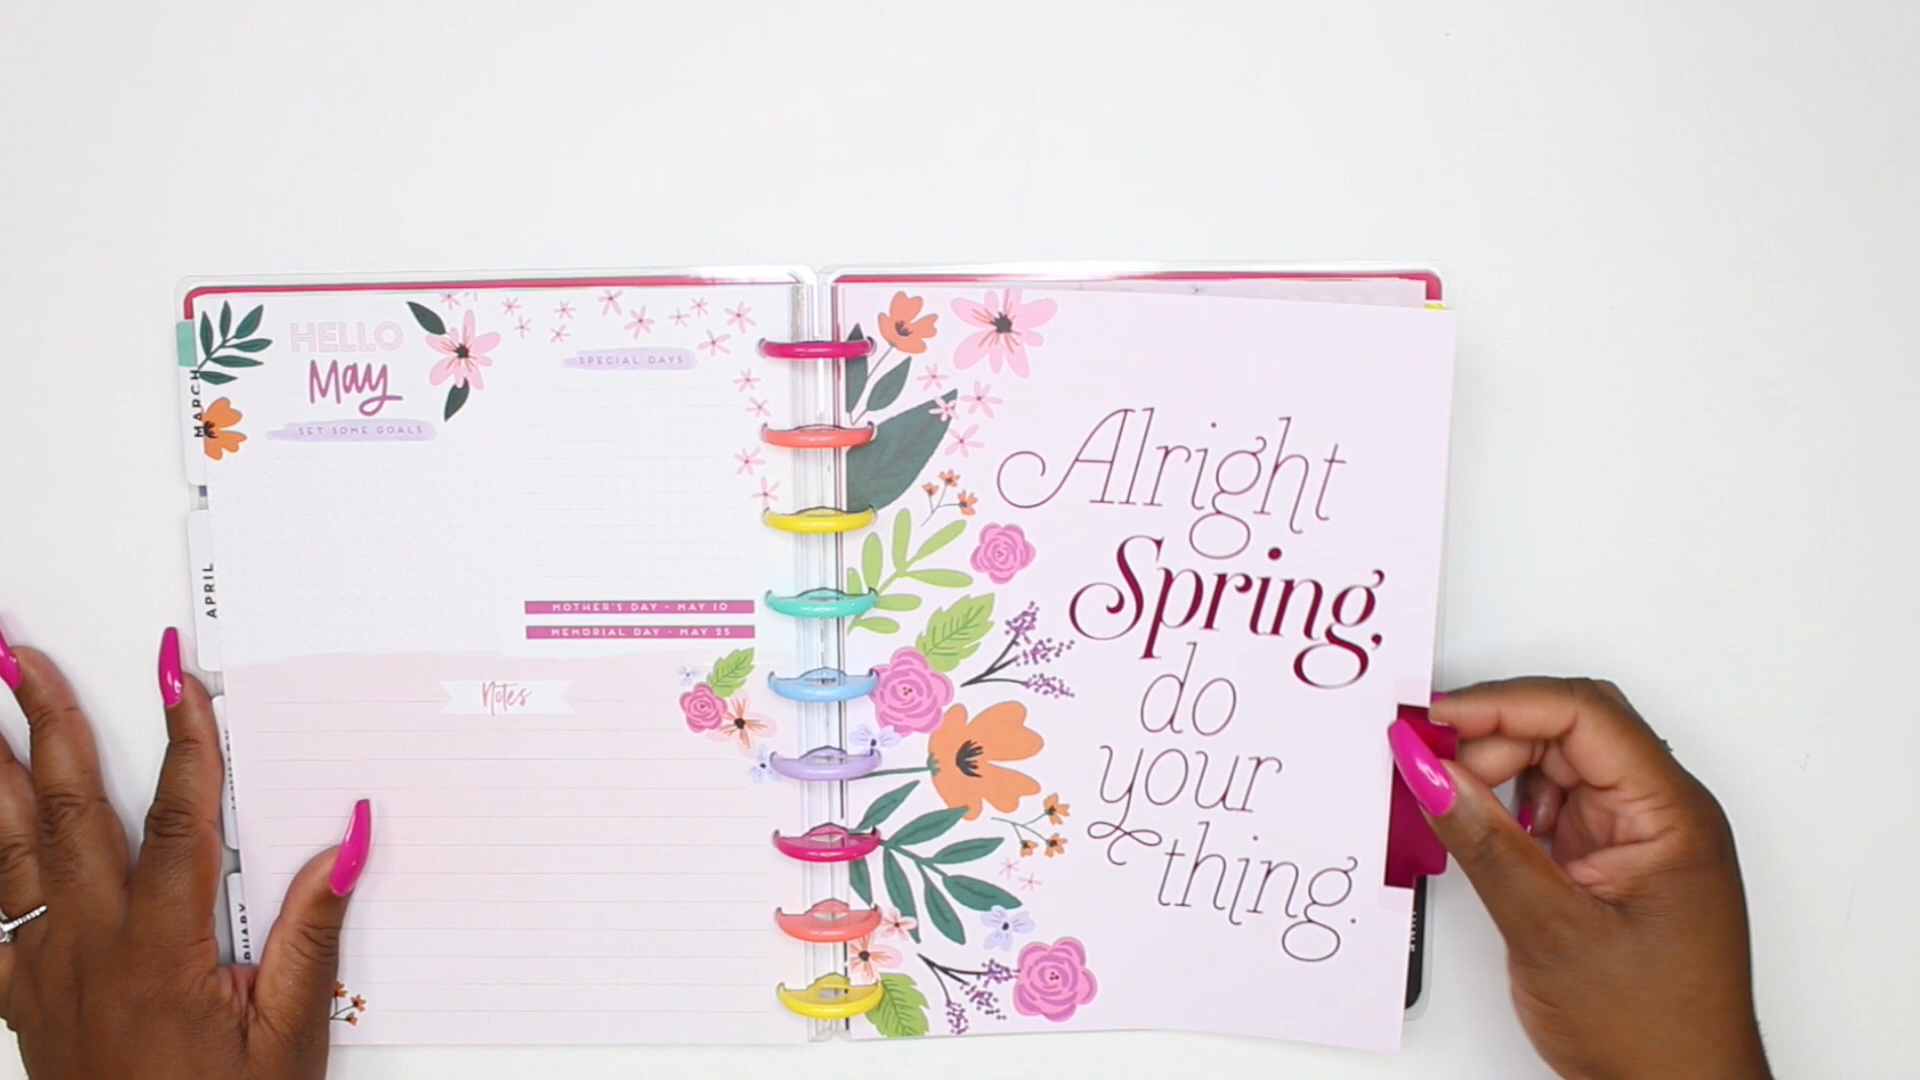 MARCH
APRIL
HELLO
May
SET SOME GOALS
SPECIAL DAYS
MOTHER'S DAY - MAY 10
MEMORIAL DAY - MAY 25
Notes
Alright
Spring,
do
your
thing.